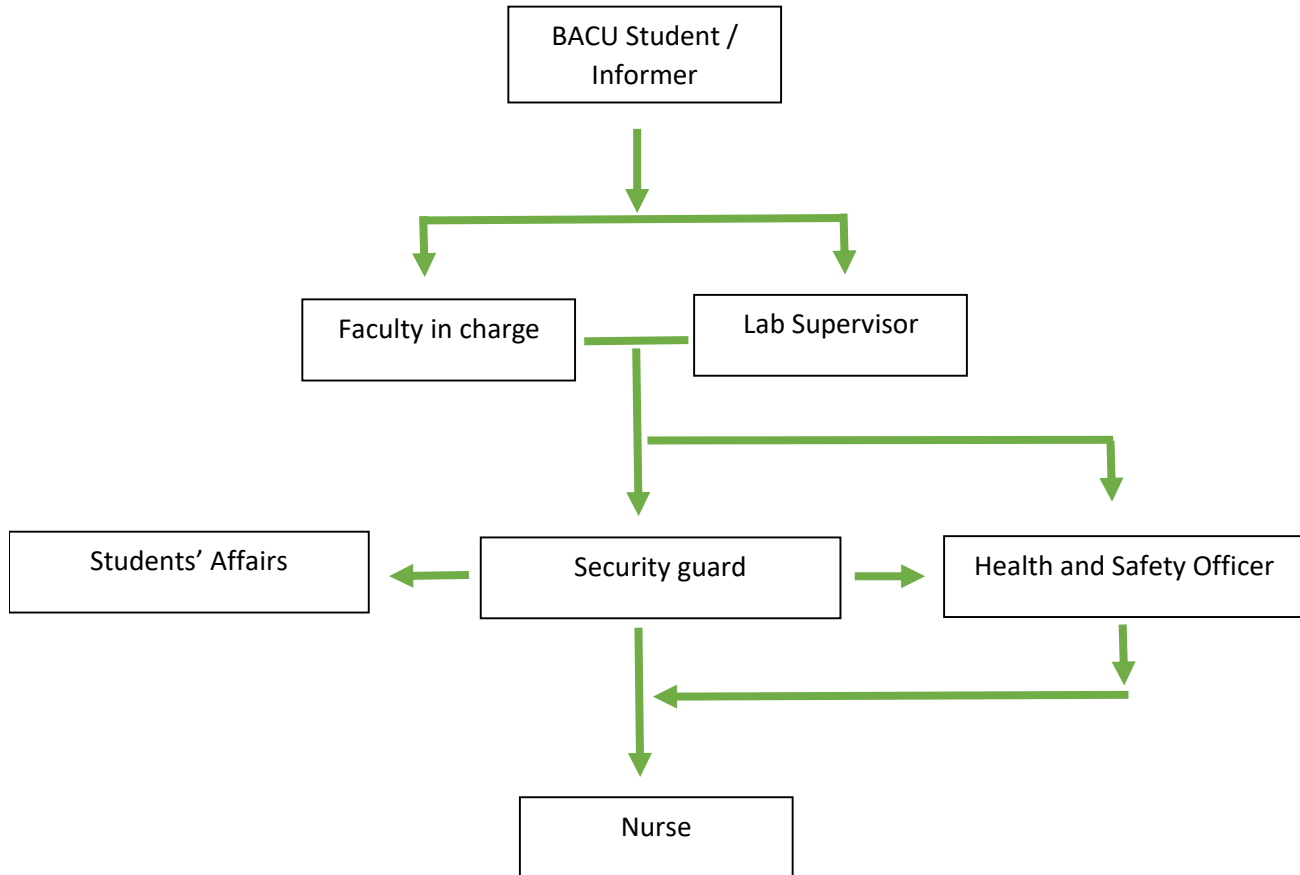 BACU Student /
Informer
Faculty in charge
Lab Supervisor
Students’ Affairs
Security guard
Health and Safety Officer
Nurse